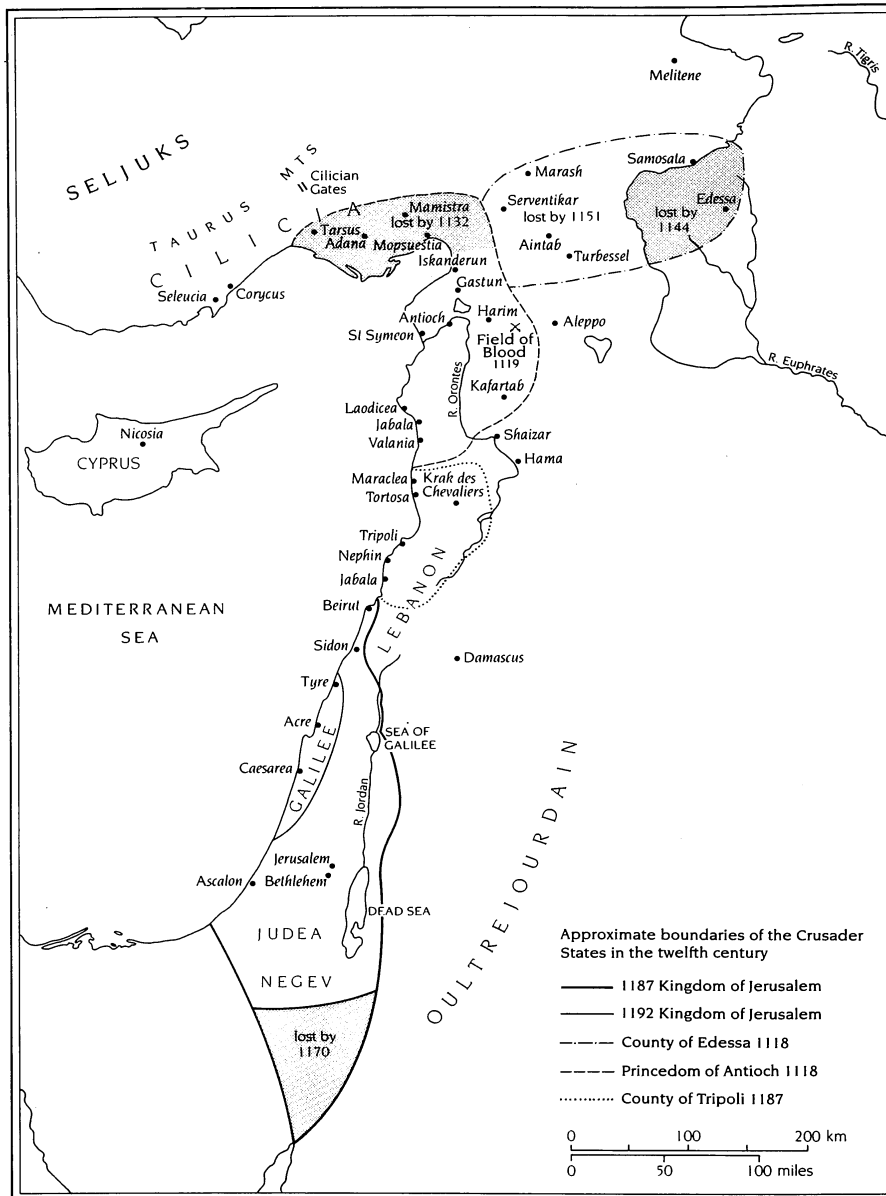 R. Tigris
Melitene
SELJUKS
TAURUS MTS
Cilician
Gates
CILICIA
Marash
Samosala
Serventikar
lost by 1151
Edessa
lost by
1144
Mamistra
lost by 1132
Tarsus
Adana
Mopsuestia
Aintab
Turbessel
Iskanderun
Gastun
Seleucia
Corycus
Antioch
Harim
Aleppo
St Symeon
Field of
Blood
1119
R. Euphrates
R. Orontes
Kafartab
Laodicea
Jabala
Valania
Shaizar
Hama
Nicosia
CYPRUS
Maraclea
Krak des
Chevaliers
Tortosa
Tripoli
Nephin
Jabala
Beirut
LEBANON
MEDITERRANEAN
SEA
Sidon
Damascus
Tyre
Acre
SEA OF
GALILEE
GALILEE
Caesarea
R. Jordan
OULTREJOURDAIN
Jerusalem
Bethlehem
Ascalon
DEAD SEA
JUDEA
NEGEV
lost by
1170
Approximate boundaries of the Crusader
States in the twelfth century
1187 Kingdom of Jerusalem
1192 Kingdom of Jerusalem
County of Edessa 1118
Princedom of Antioch 1118
County of Tripoli 1187
0 100 200 km
0 50 100 miles